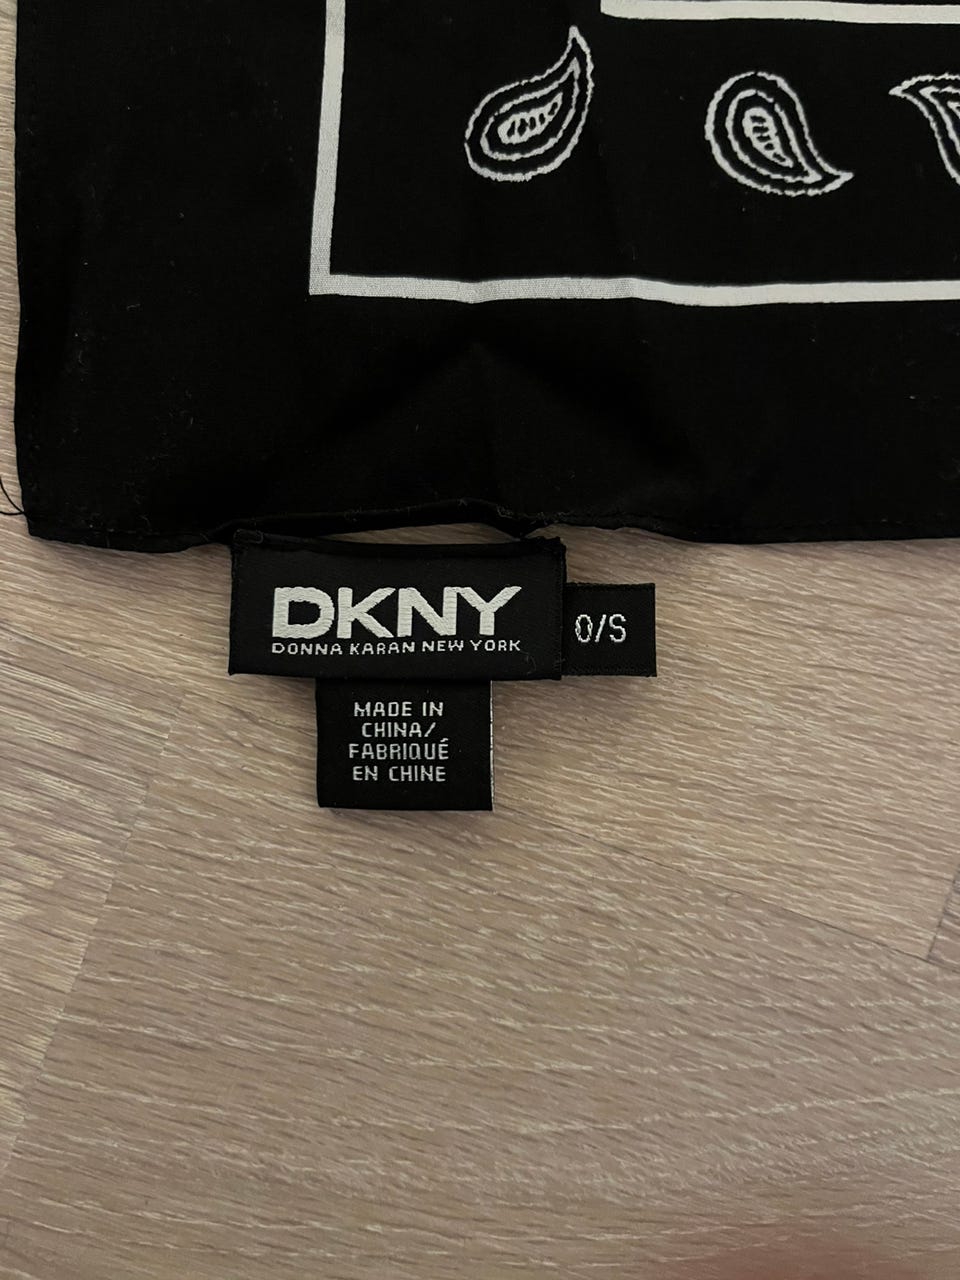 DKNY
DONNA KARAN NEW YORK
O/S
MADE IN
CHINA/
FABRIQUÉ
EN CHINE